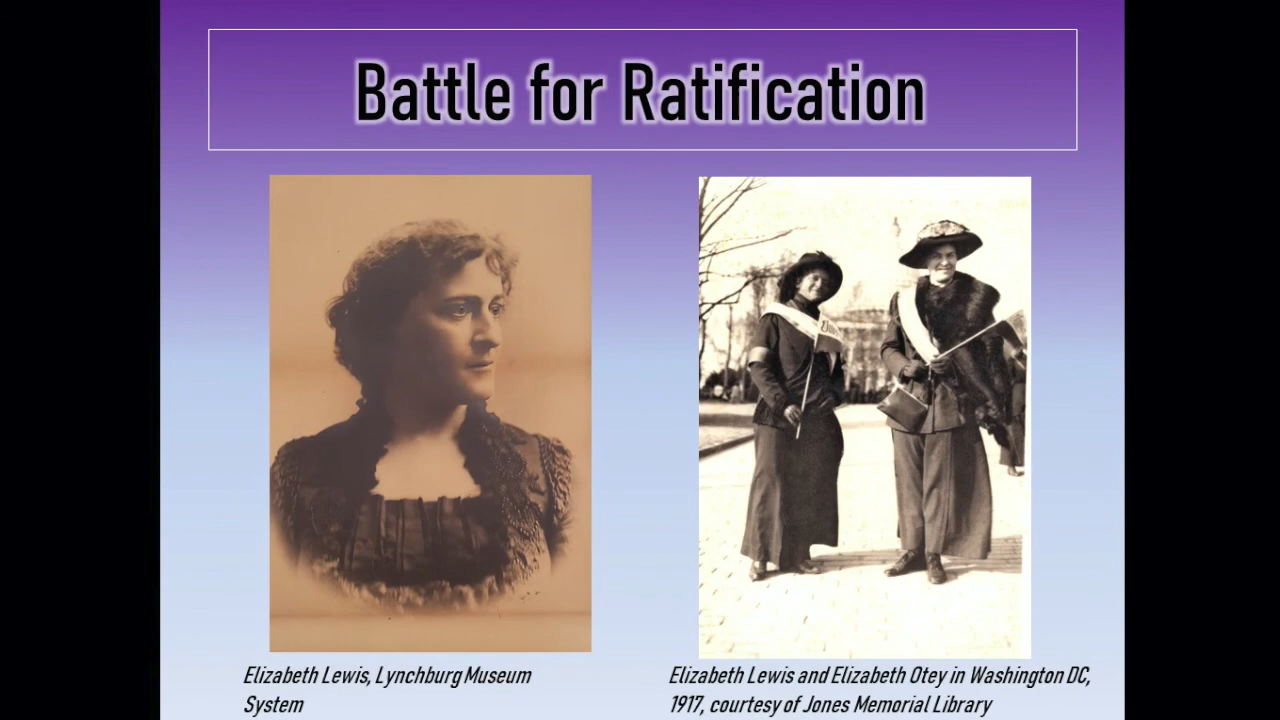 Battle for Ratification
Elizabeth Lewis, Lynchburg Museum
System
Elizabeth Lewis and Elizabeth Otey in Washington DC,
1917, courtesy of Jones Memorial Library